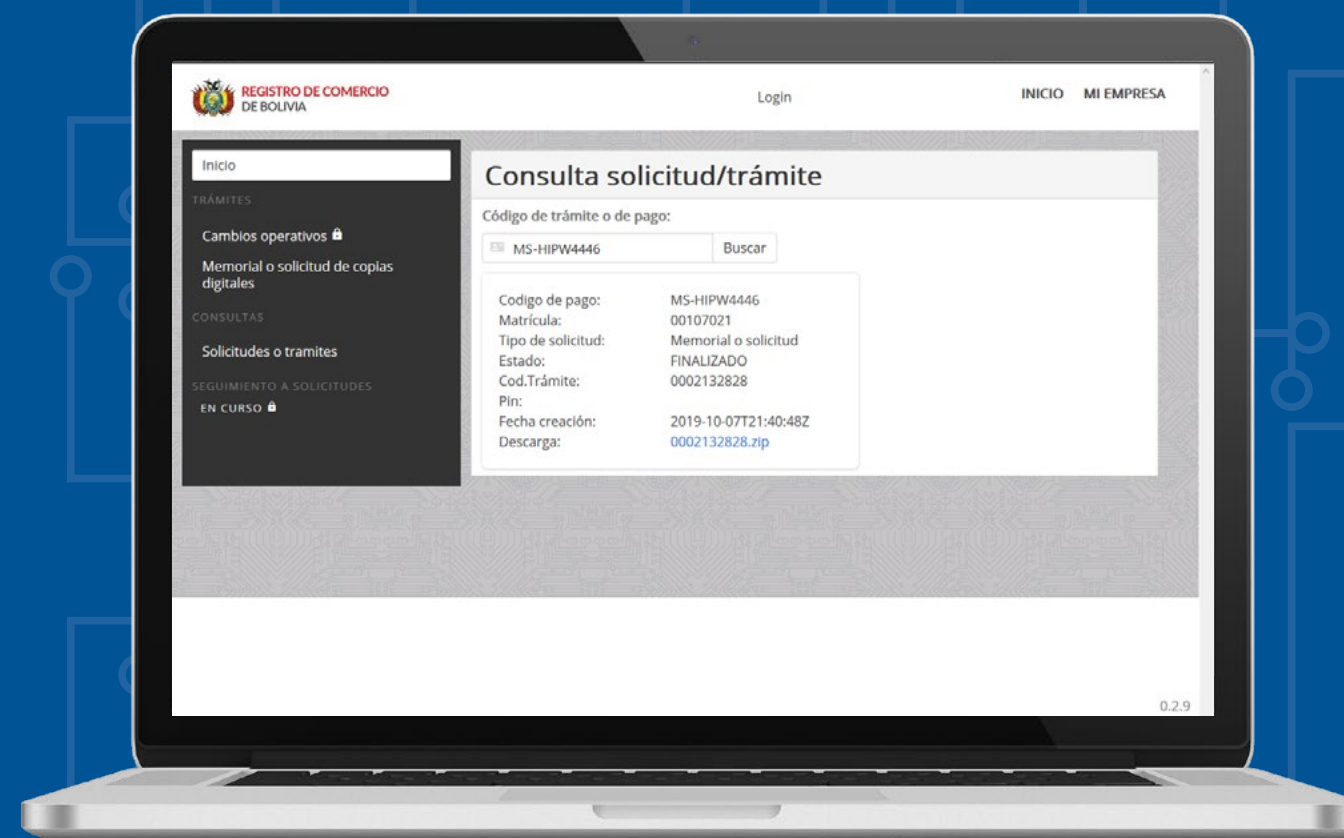 REGISTRO DE COMERCIO
DE BOLIVIA
Login
INICIO MI EMPRESA
Inicio
TRÁMITES
Cambios operativos
Memorial o solicitud de copias
digitales
CONSULTAS
Solicitudes o tramites
SEGUIMIENTO A SOLICITUDES
EN CURSO
Consulta solicitud/trámite
Código de trámite o de pago:
MS-HIPW4446 Buscar
Codigo de pago: MS-HIPW4446
Matrícula: 00107021
Tipo de solicitud: Memorial o solicitud
Estado: FINALIZADO
Cod.Trámite: 0002132828
Pin:
Fecha creación: 2019-10-07T21:40:48Z
Descarga: 0002132828.zip
0.2.9